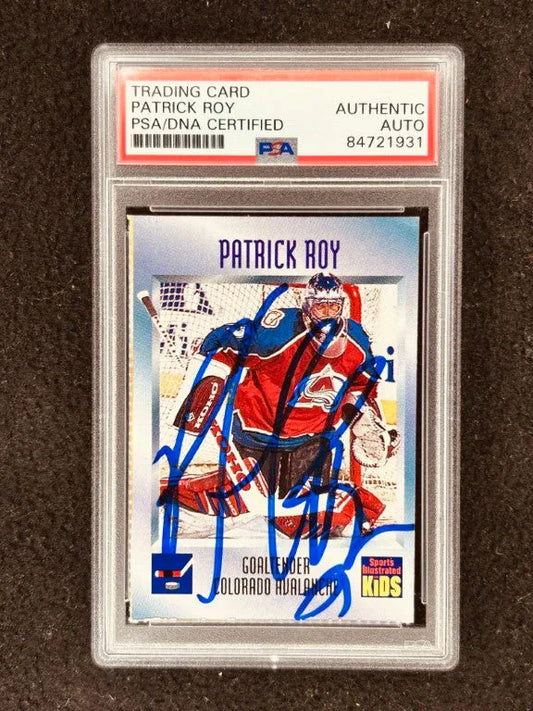 TRADING CARD
PATRICK ROY
PSA/DNA CERTIFIED
AUTHENTIC
AUTO
84721931
PSA
PATRICK ROY
KOHO
GOALTENDER
COLORADO AVALANCHE
Sports
Illustrated
KiDS